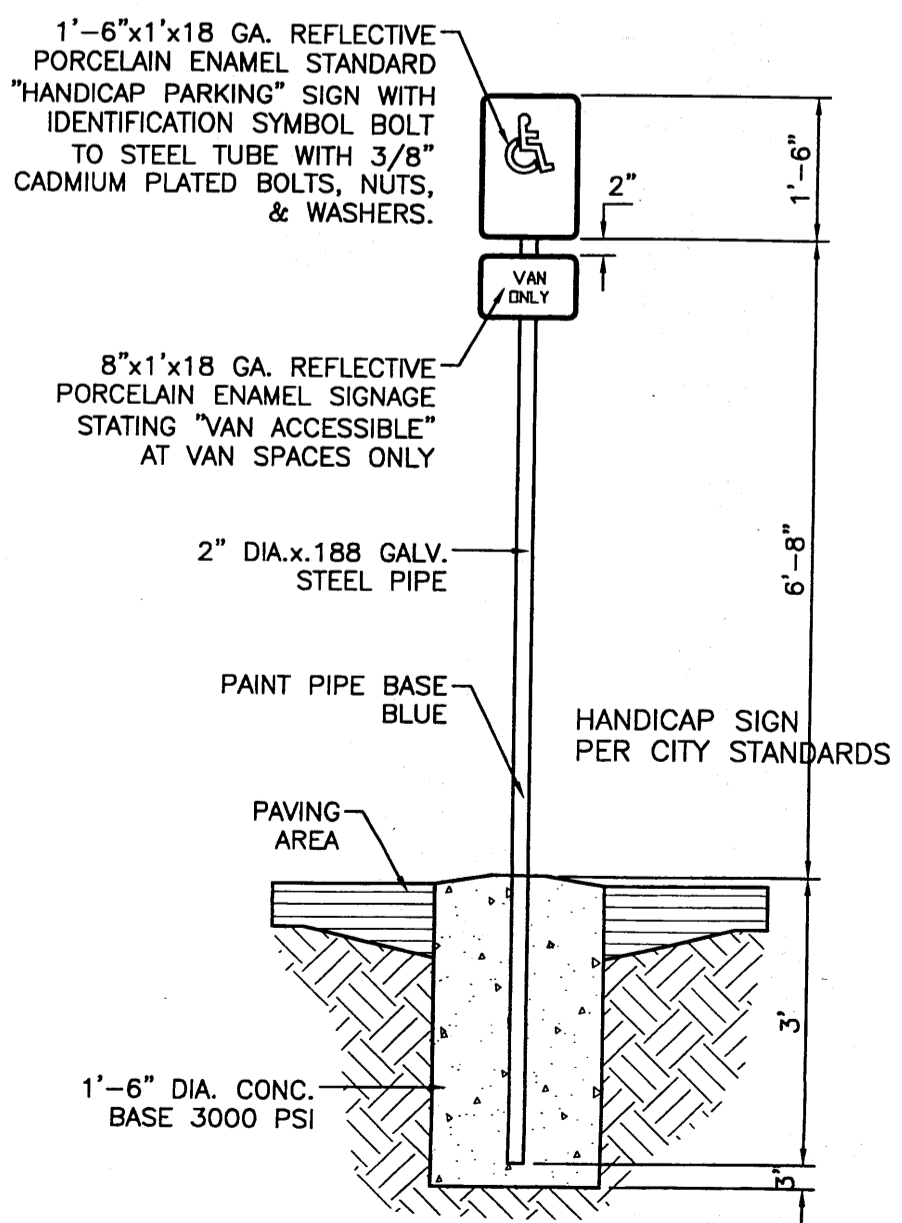 1'-6"x1'x18 GA. REFLECTIVE
PORCELAIN ENAMEL STANDARD
"HANDICAP PARKING" SIGN WITH
IDENTIFICATION SYMBOL BOLT
TO STEEL TUBE WITH 3/8"
CADMIUM PLATED BOLTS, NUTS,
& WASHERS.
1'-6"
2"
VAN
ONLY
8"x1'x18 GA. REFLECTIVE
PORCELAIN ENAMEL SIGNAGE
STATING "VAN ACCESSIBLE"
AT VAN SPACES ONLY
2" DIA.x.188 GALV.
STEEL PIPE
6'-8"
PAINT PIPE BASE
BLUE
HANDICAP SIGN
PER CITY STANDARDS
PAVING
AREA
3'
1'-6" DIA. CONC.
BASE 3000 PSI
3"